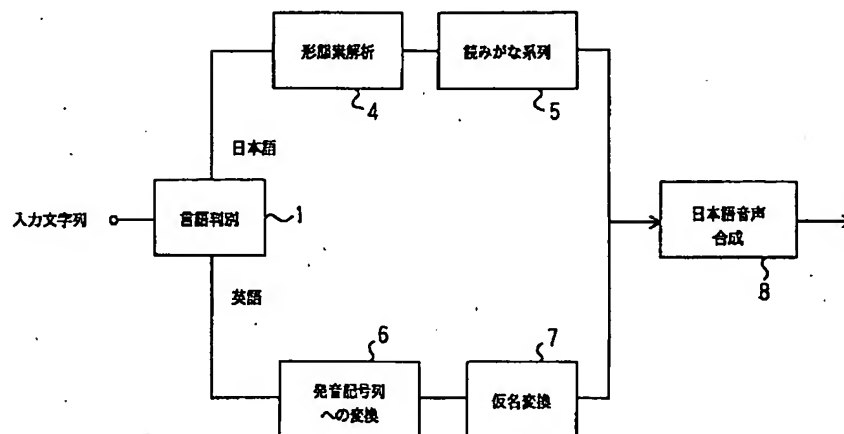 形態素解析
読みがな系列
4
5
日本語
入力文字列
言語判別
1
日本語音声
合成
8
英語
6
7
発音記号列
への変換
仮名変換